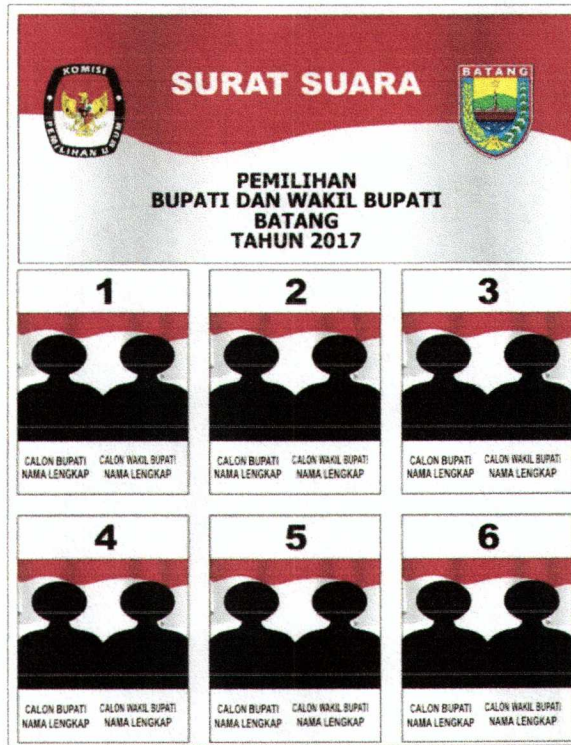 KOMISI
PEMILIHAN UMUM
SURAT SUARA
BATANG
PEMILIHAN
BUPATI DAN WAKIL BUPATI
BATANG
TAHUN 2017
1
CALON BUPATI CALON WAKIL BUPATI
NAMA LENGKAP NAMA LENGKAP
2
CALON BUPATI CALON WAKIL BUPATI
NAMA LENGKAP NAMA LENGKAP
3
CALON BUPATI CALON WAKIL BUPATI
NAMA LENGKAP NAMA LENGKAP
4
CALON BUPATI CALON WAKIL BUPATI
NAMA LENGKAP NAMA LENGKAP
5
CALON BUPATI CALON WAKIL BUPATI
NAMA LENGKAP NAMA LENGKAP
6
CALON BUPATI CALON WAKIL BUPATI
NAMA LENGKAP NAMA LENGKAP